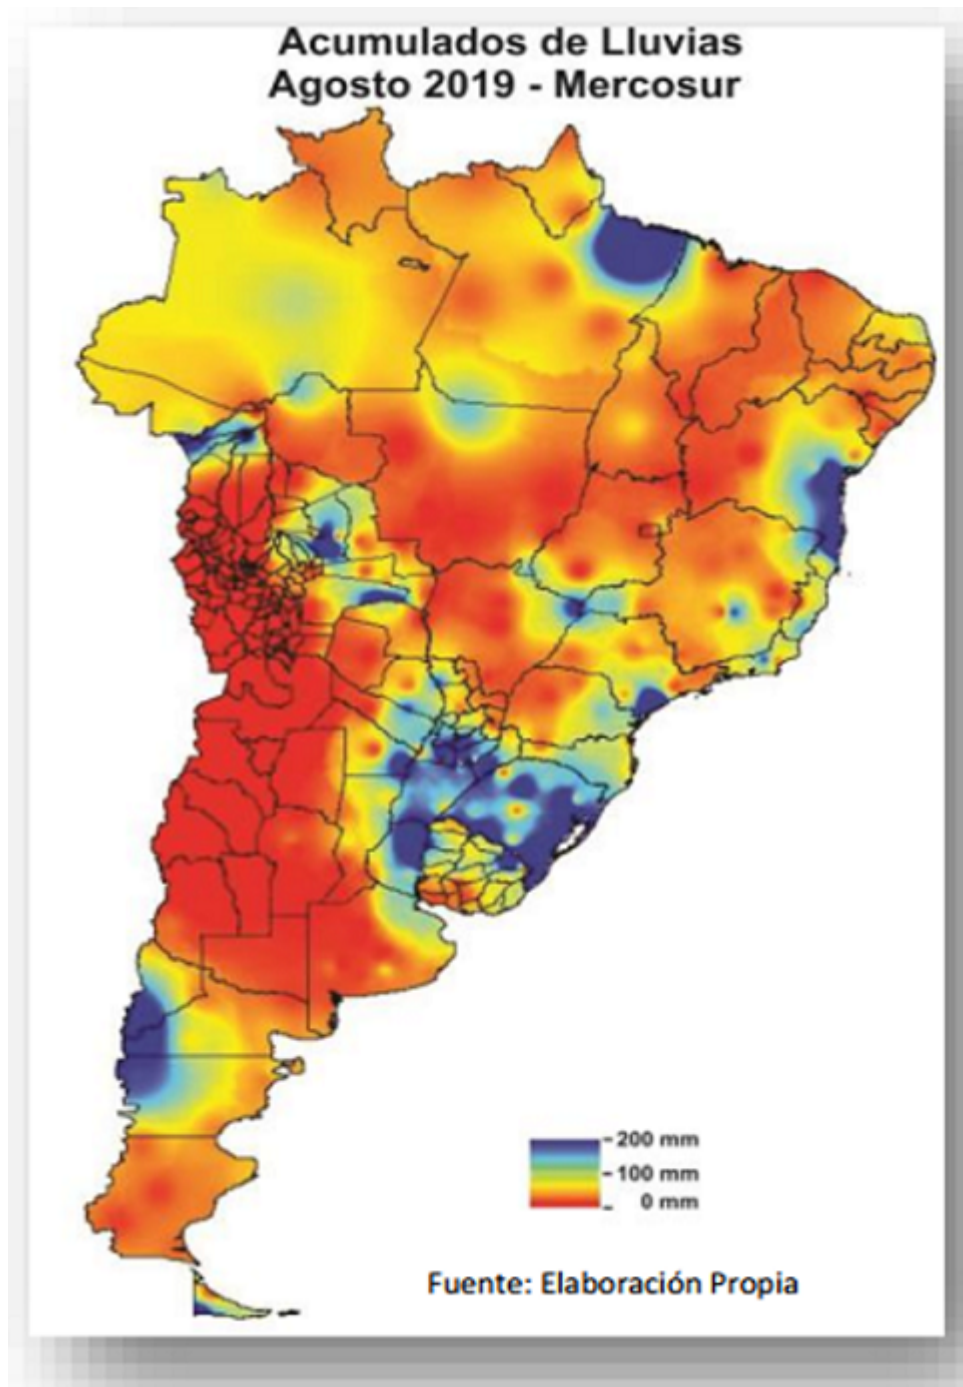 Acumulados de Lluvias
Agosto 2019 - Mercosur
200 mm
100 mm
0 mm
Fuente: Elaboración Propia